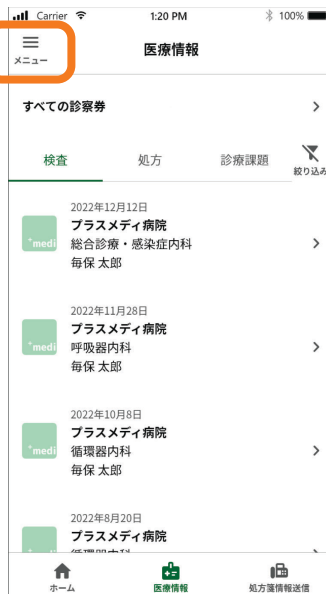 Carrier 1:20 PM 100%
メニュー
医療情報
すべての診察券
検査 処方 診療課題 絞り込み
2022年12月12日
プラスメディ病院
+medi 総合診療・感染症内科
毎保 太郎
2022年11月28日
プラスメディ病院
+medi 呼吸器内科
毎保 太郎
2022年10月8日
プラスメディ病院
+medi 循環器内科
毎保 太郎
2022年8月20日
プラスメディ病院
+medi
ホーム 医療情報 処方箋情報送信